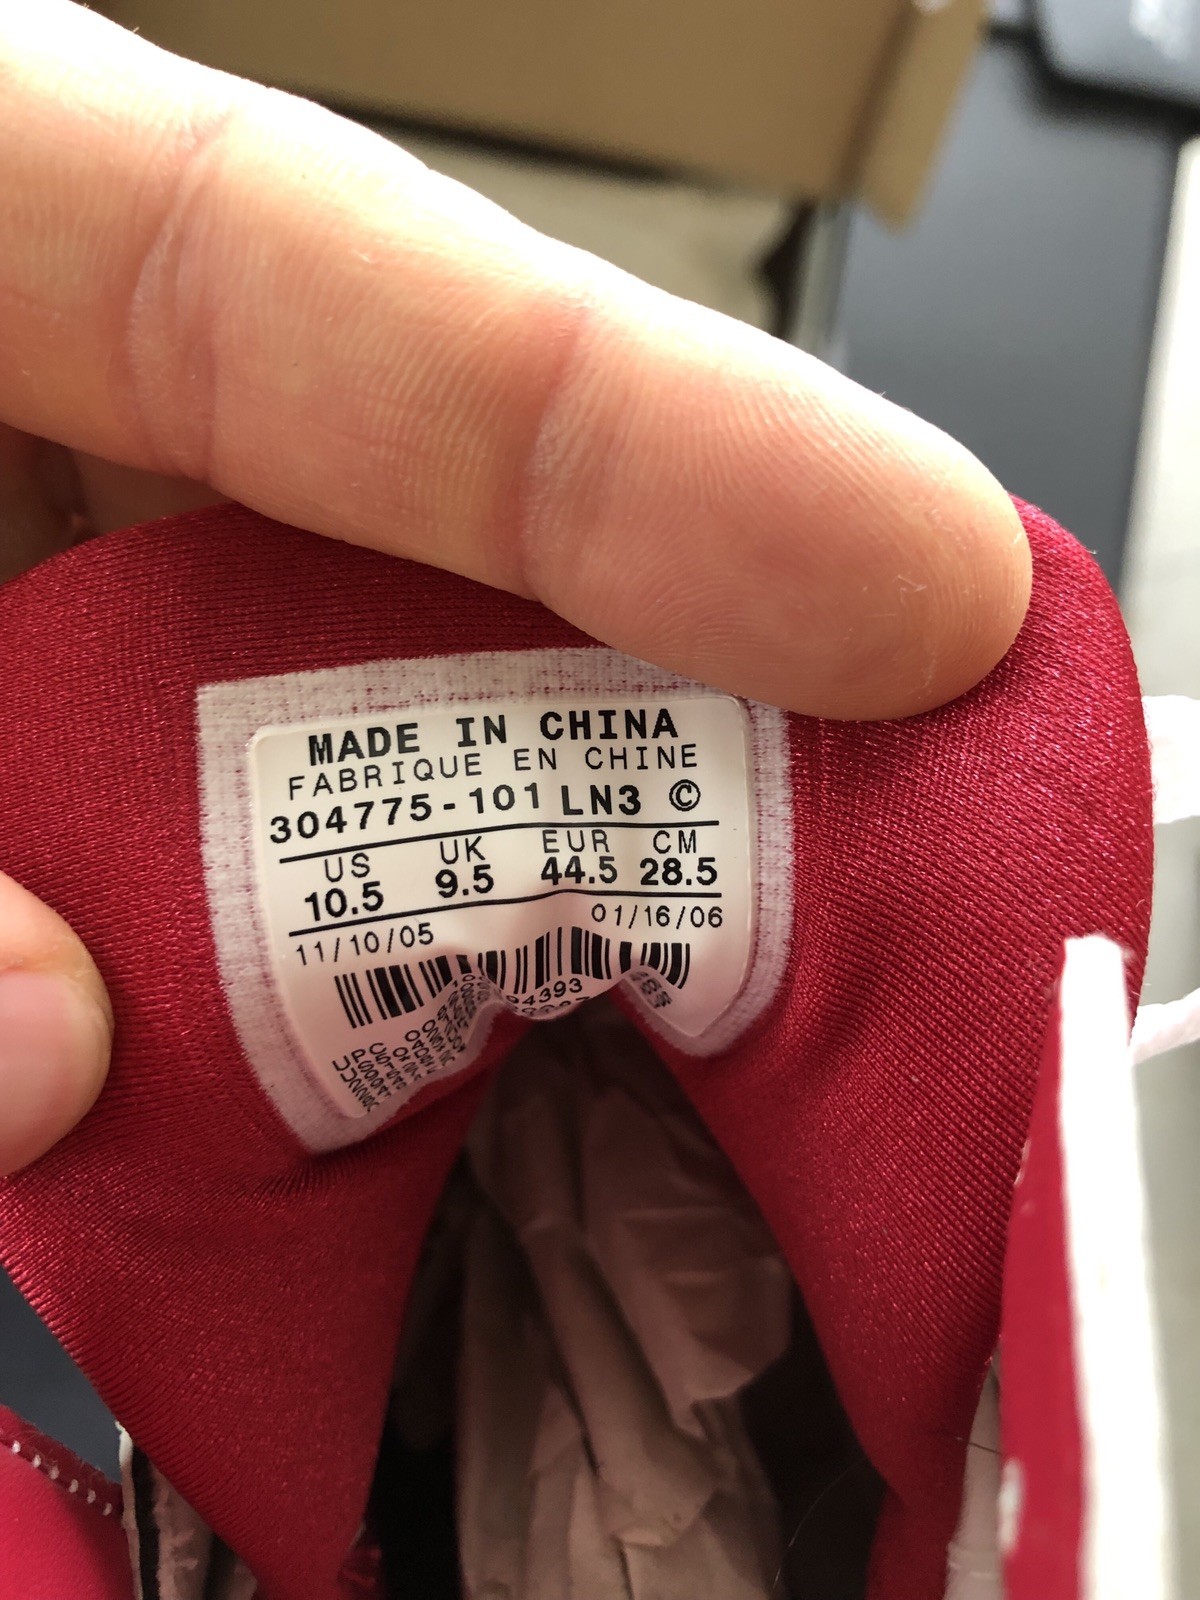 MADE IN CHINA
FABRIQUE EN CHINE
304775-101 LN3 ©
US UK EUR CM
10.5 9.5 44.5 28.5
11/10/05 01/16/06
94393